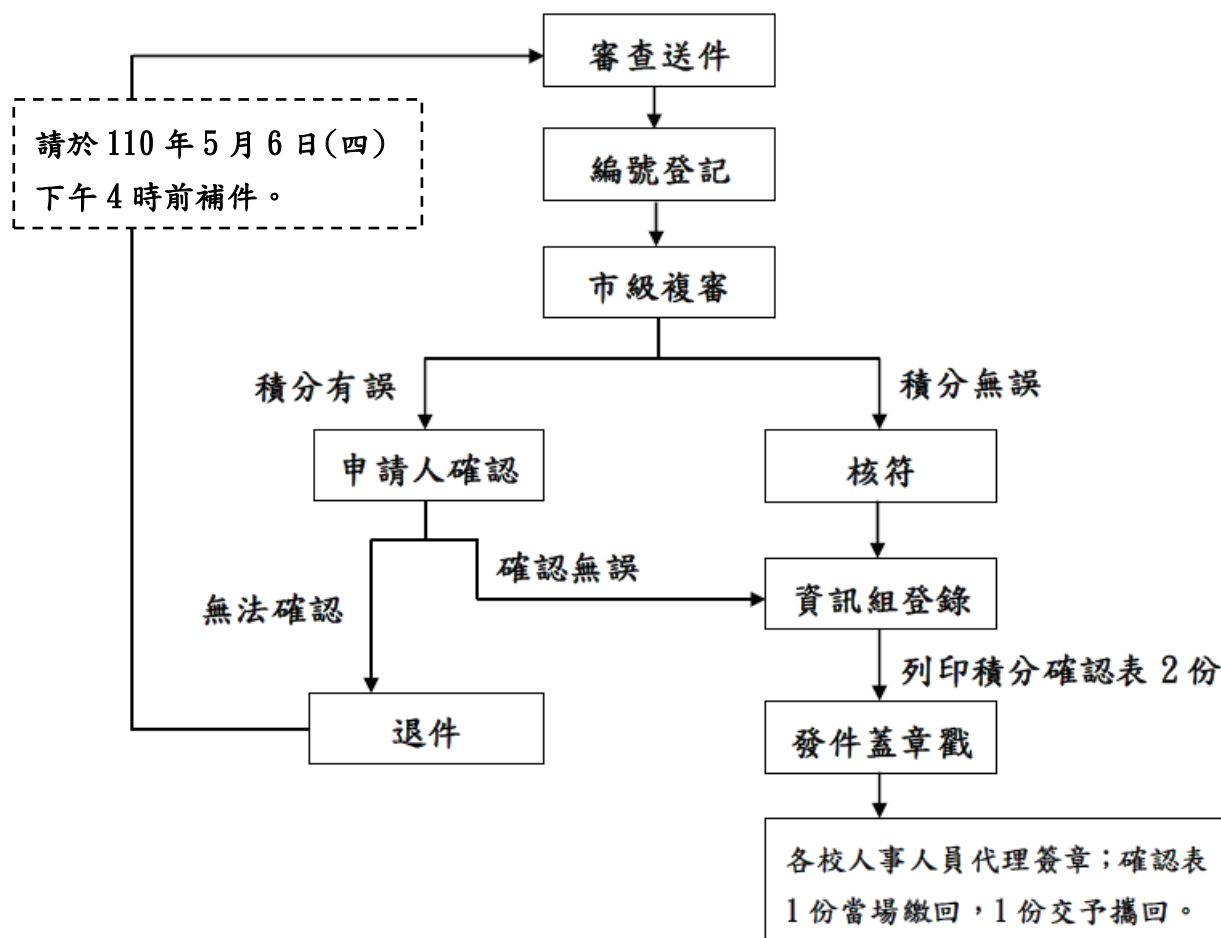 審查送件
請於 110 年 5 月 6 日(四)
下午 4 時前補件。
編號登記
市級複審
積分有誤
積分無誤
申請人確認
核符
確認無誤
無法確認
資訊組登錄
列印積分確認表 2 份
退件
發件蓋章戳
各校人事人員代理簽章；確認表
1 份當場繳回，1 份交予攜回。